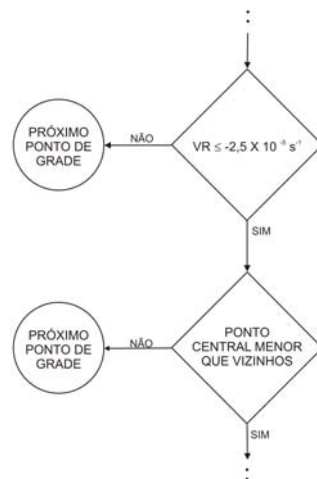 PRÓXIMO
PONTO DE
GRADE
NÃO
VR ≤ -2,5 X 10⁻⁵ s⁻¹
SIM
PRÓXIMO
PONTO DE
GRADE
NÃO
PONTO
CENTRAL MENOR
QUE VIZINHOS
SIM